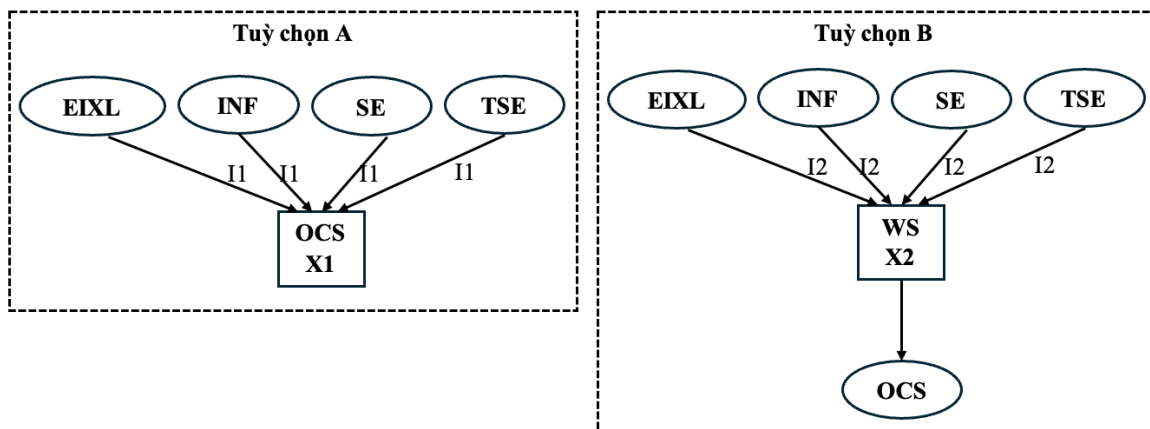 Tuỳ chọn A
EIXL INF SE TSE
I1 I1 I1 I1
OCS
X1
Tuỳ chọn B
EIXL INF SE TSE
I2 I2 I2 I2
WS
X2
OCS